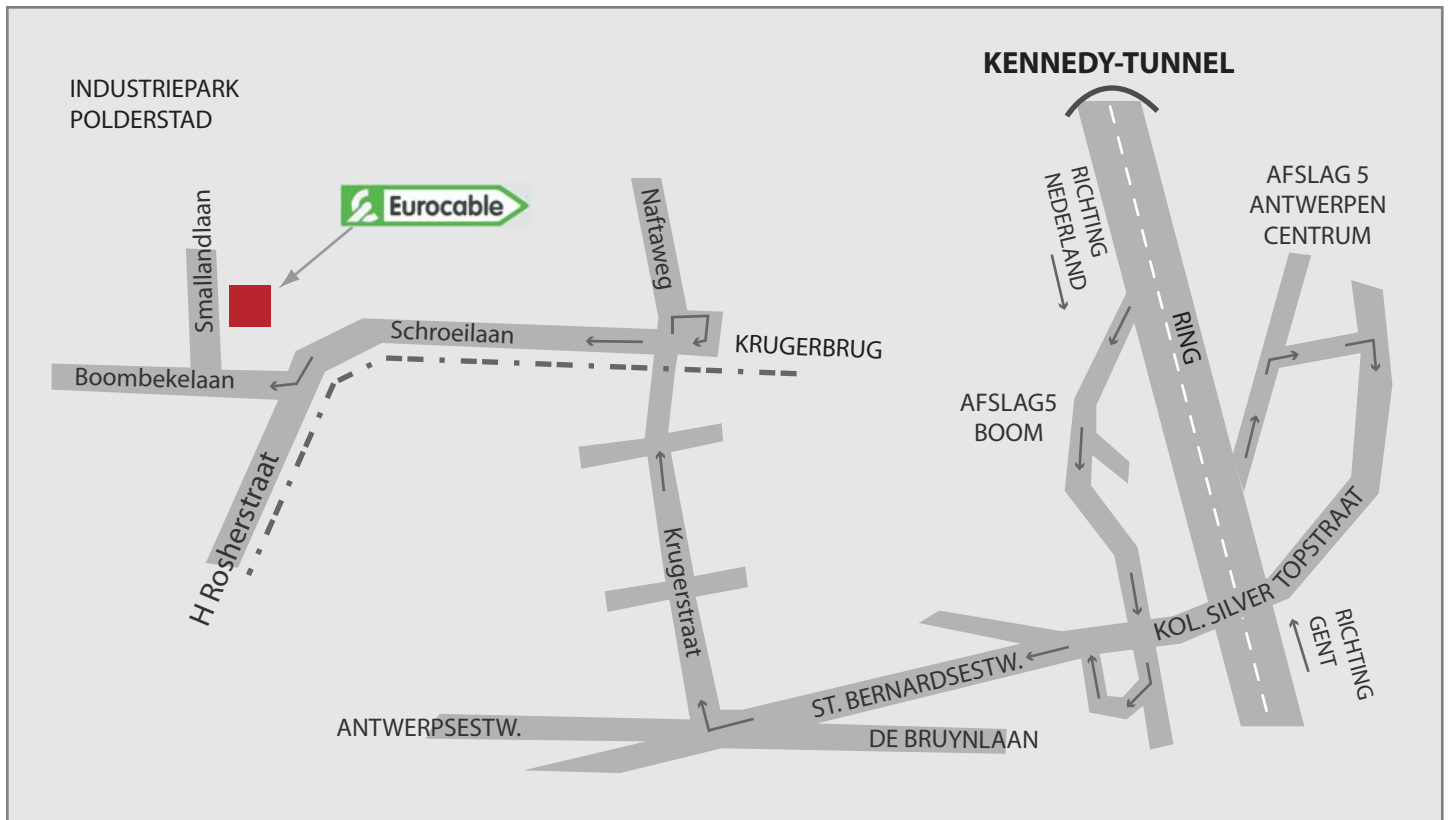 INDUSTRIEPARK
POLDERSTAD
Smallandlaan
Eurocable
Naftaweg
Schroeilaan
KRUGERBRUG
Boombekelaan
H Rosherstraat
Krugerstraat
ANTWERPSESTW.
DE BRUYNLAAN
ST. BERNARDSESTW.
KENNEDY-TUNNEL
RICHTING
NEDERLAND
RING
AFSLAG 5
ANTWERPEN
CENTRUM
AFSLAG5
BOOM
KOL. SILVER TOPSTRAAT
RICHTING
GENT